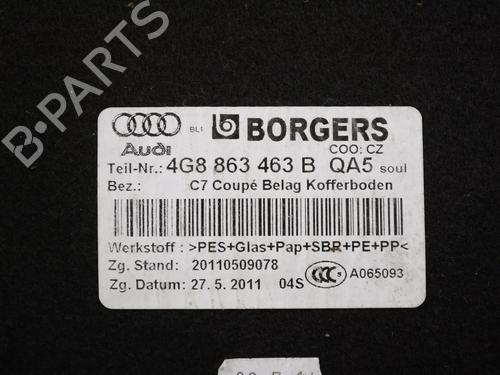 B-PARTS
BL1 BORGERS
Audi COO: CZ
Teil-Nr.: 4G8 863 463 B QA5 soul
Bez.: C7 Coupé Belag Kofferboden
Werkstoff : >PES+Glas+Pap+SBR+PE+PP<
Zg. Stand: 20110509078
Zg. Datum: 27. 5. 2011 04S CCC S A065093